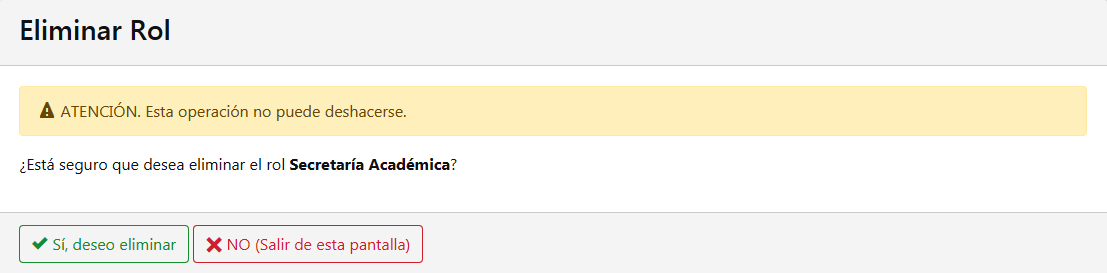 Eliminar Rol
ATENCIÓN. Esta operación no puede deshacerse.
¿Está seguro que desea eliminar el rol Secretaría Académica?
Sí, deseo eliminar NO (Salir de esta pantalla)